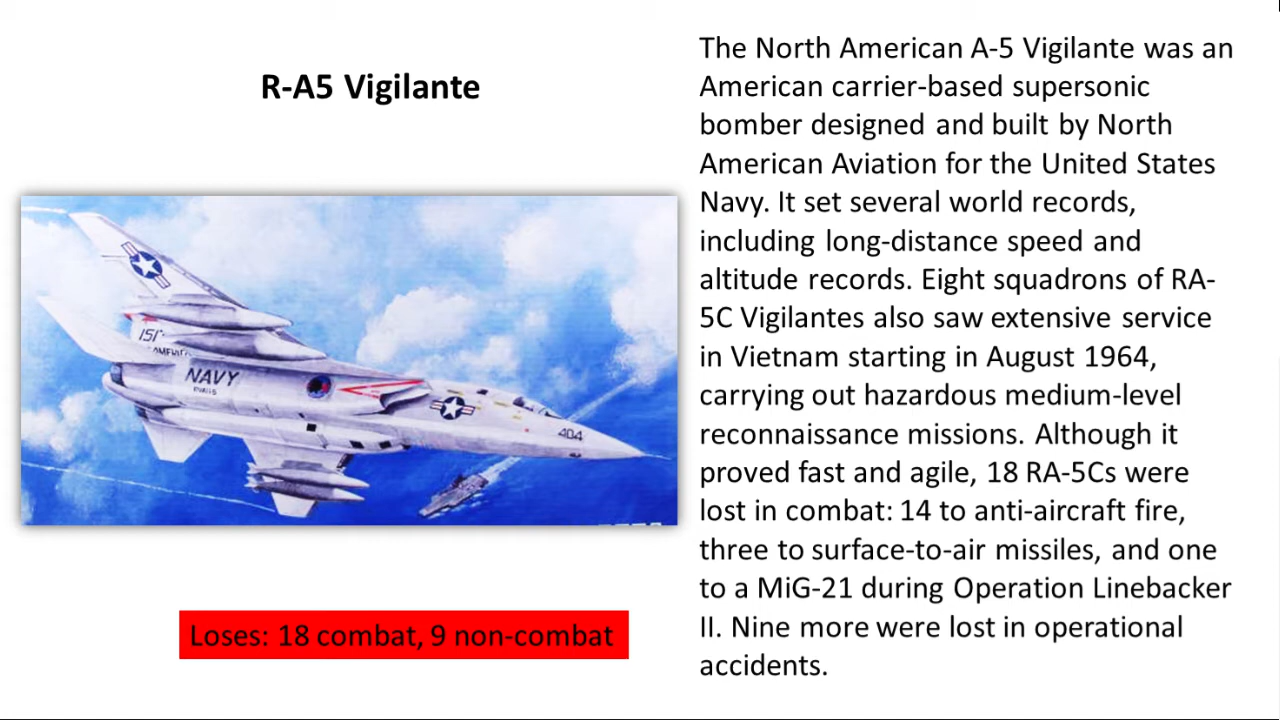 R-A5 Vigilante
151
NAVY
404
Loses: 18 combat, 9 non-combat
The North American A-5 Vigilante was an
American carrier-based supersonic
bomber designed and built by North
American Aviation for the United States
Navy. It set several world records,
including long-distance speed and
altitude records. Eight squadrons of RA-
5C Vigilantes also saw extensive service
in Vietnam starting in August 1964,
carrying out hazardous medium-level
reconnaissance missions. Although it
proved fast and agile, 18 RA-5Cs were
lost in combat: 14 to anti-aircraft fire,
three to surface-to-air missiles, and one
to a MiG-21 during Operation Linebacker
II. Nine more were lost in operational
accidents.